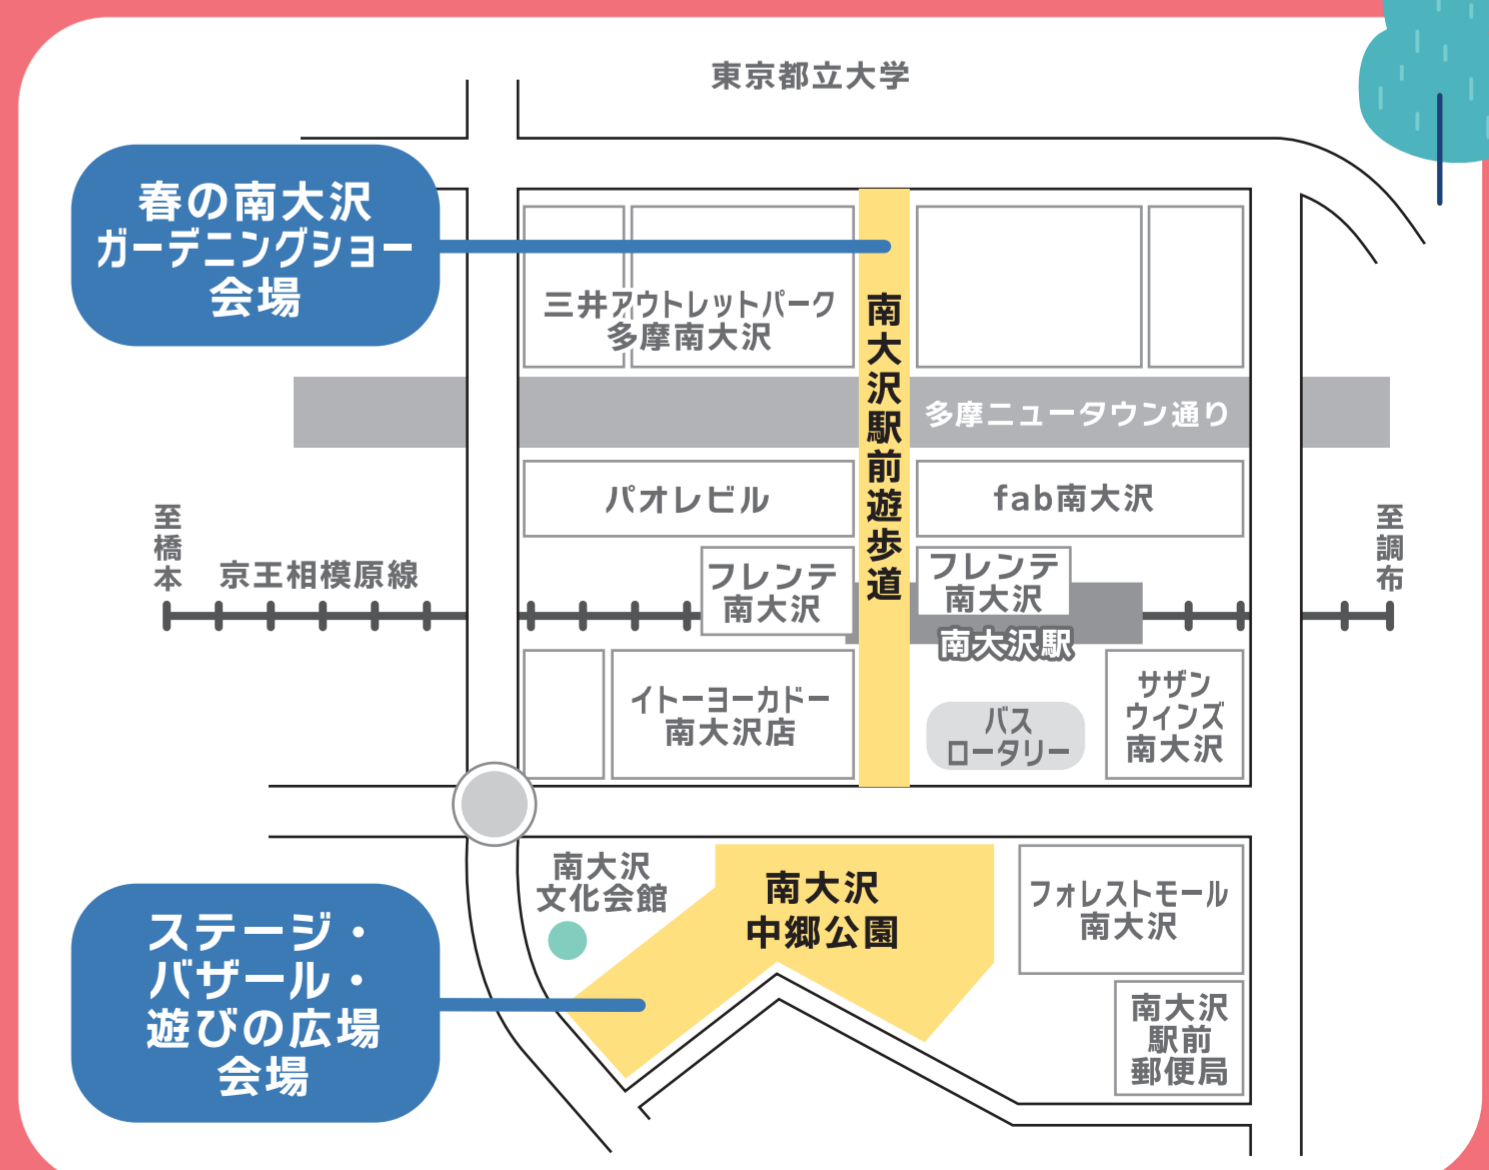 東京都立大学
春の南大沢
ガーデニングショー
会場
三井アウトレットパーク
多摩南大沢
南大沢駅前遊歩道
多摩ニュータウン通り
パオレビル
fab南大沢
至橋本
京王相模原線
至調布
フレンテ
南大沢
フレンテ
南大沢
南大沢駅
イトーヨーカドー
南大沢店
バス
ロータリー
サザン
ウィンズ
南大沢
南大沢
文化会館
南大沢
中郷公園
フォレストモール
南大沢
ステージ・
バザール・
遊びの広場
会場
南大沢
駅前
郵便局